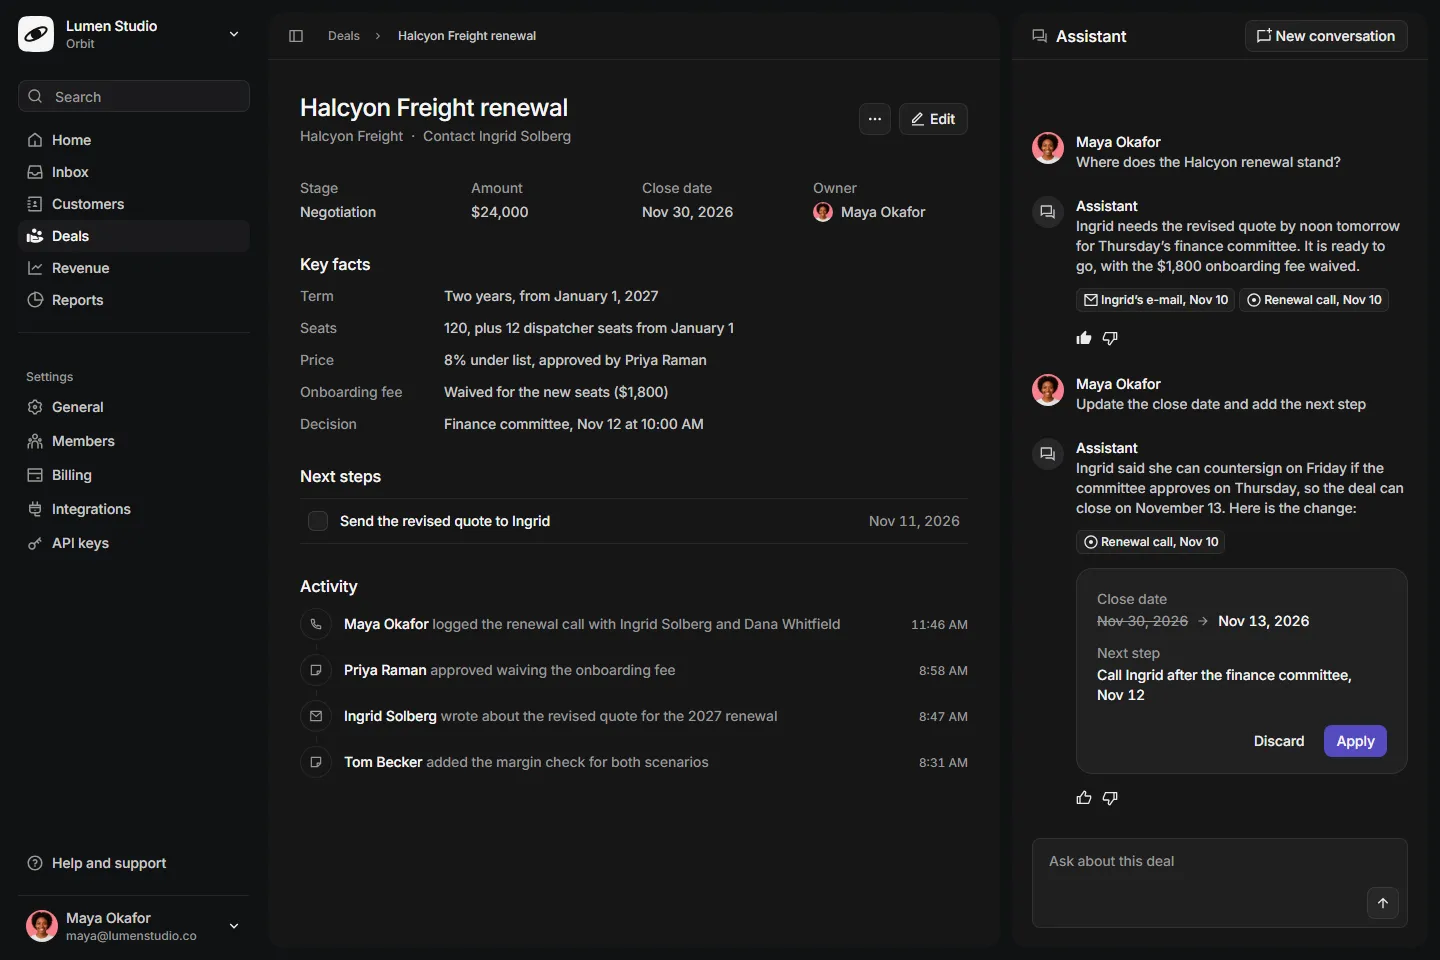 Lumen Studio
Orbit
Search
Home
Inbox
Customers
Deals
Revenue
Reports
Settings
General
Members
Billing
Integrations
API keys
Help and support
Maya Okafor
maya@lumenstudio.co
Deals
Halcyon Freight renewal
Halcyon Freight renewal
Halcyon Freight · Contact Ingrid Solberg
Edit
Stage Amount Close date Owner
Negotiation $24,000 Nov 30, 2026 Maya Okafor
Key facts
Term Two years, from January 1, 2027
Seats 120, plus 12 dispatcher seats from January 1
Price 8% under list, approved by Priya Raman
Onboarding fee Waived for the new seats ($1,800)
Decision Finance committee, Nov 12 at 10:00 AM
Next steps
Send the revised quote to Ingrid Nov 11, 2026
Activity
Maya Okafor logged the renewal call with Ingrid Solberg and Dana Whitfield 11:46 AM
Priya Raman approved waiving the onboarding fee 8:58 AM
Ingrid Solberg wrote about the revised quote for the 2027 renewal 8:47 AM
Tom Becker added the margin check for both scenarios 8:31 AM
Assistant
New conversation
Maya Okafor
Where does the Halcyon renewal stand?
Assistant
Ingrid needs the revised quote by noon tomorrow
for Thursday’s finance committee. It is ready to
go, with the $1,800 onboarding fee waived.
Ingrid’s e-mail, Nov 10 Renewal call, Nov 10
Maya Okafor
Update the close date and add the next step
Assistant
Ingrid said she can countersign on Friday if the
committee approves on Thursday, so the deal can
close on November 13. Here is the change:
Renewal call, Nov 10
Close date
Nov 30, 2026 → Nov 13, 2026
Next step
Call Ingrid after the finance committee,
Nov 12
Discard Apply
Ask about this deal